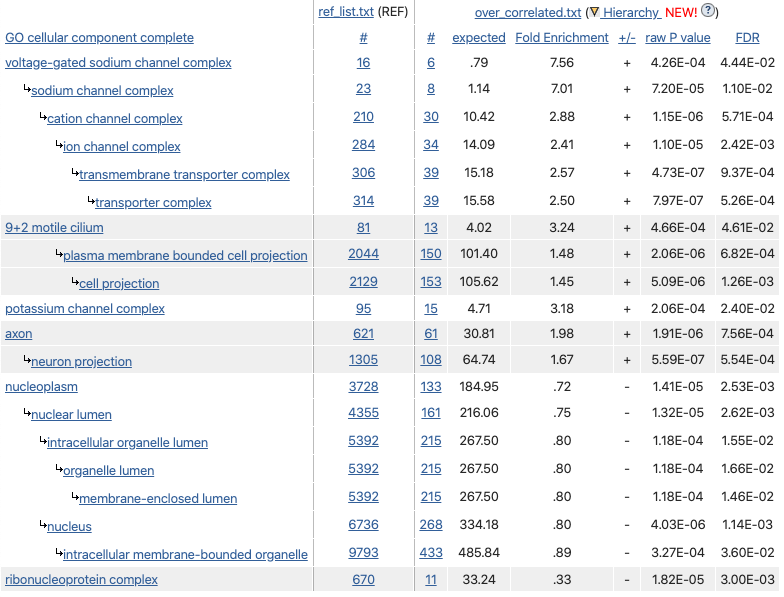 ref_list.txt (REF) over_correlated.txt (▼ Hierarchy NEW! ?)
GO cellular component complete # # expected Fold Enrichment +/- raw P value FDR
voltage-gated sodium channel complex 16 6 .79 7.56 + 4.26E-04 4.44E-02
↳sodium channel complex 23 8 1.14 7.01 + 7.20E-05 1.10E-02
↳cation channel complex 210 30 10.42 2.88 + 1.15E-06 5.71E-04
↳ion channel complex 284 34 14.09 2.41 + 1.10E-05 2.42E-03
↳transmembrane transporter complex 306 39 15.18 2.57 + 4.73E-07 9.37E-04
↳transporter complex 314 39 15.58 2.50 + 7.97E-07 5.26E-04
9+2 motile cilium 81 13 4.02 3.24 + 4.66E-04 4.61E-02
↳plasma membrane bounded cell projection 2044 150 101.40 1.48 + 2.06E-06 6.82E-04
↳cell projection 2129 153 105.62 1.45 + 5.09E-06 1.26E-03
potassium channel complex 95 15 4.71 3.18 + 2.06E-04 2.40E-02
axon 621 61 30.81 1.98 + 1.91E-06 7.56E-04
↳neuron projection 1305 108 64.74 1.67 + 5.59E-07 5.54E-04
nucleoplasm 3728 133 184.95 .72 - 1.41E-05 2.53E-03
↳nuclear lumen 4355 161 216.06 .75 - 1.32E-05 2.62E-03
↳intracellular organelle lumen 5392 215 267.50 .80 - 1.18E-04 1.55E-02
↳organelle lumen 5392 215 267.50 .80 - 1.18E-04 1.66E-02
↳membrane-enclosed lumen 5392 215 267.50 .80 - 1.18E-04 1.46E-02
↳nucleus 6736 268 334.18 .80 - 4.03E-06 1.14E-03
↳intracellular membrane-bounded organelle 9793 433 485.84 .89 - 3.27E-04 3.60E-02
ribonucleoprotein complex 670 11 33.24 .33 - 1.82E-05 3.00E-03